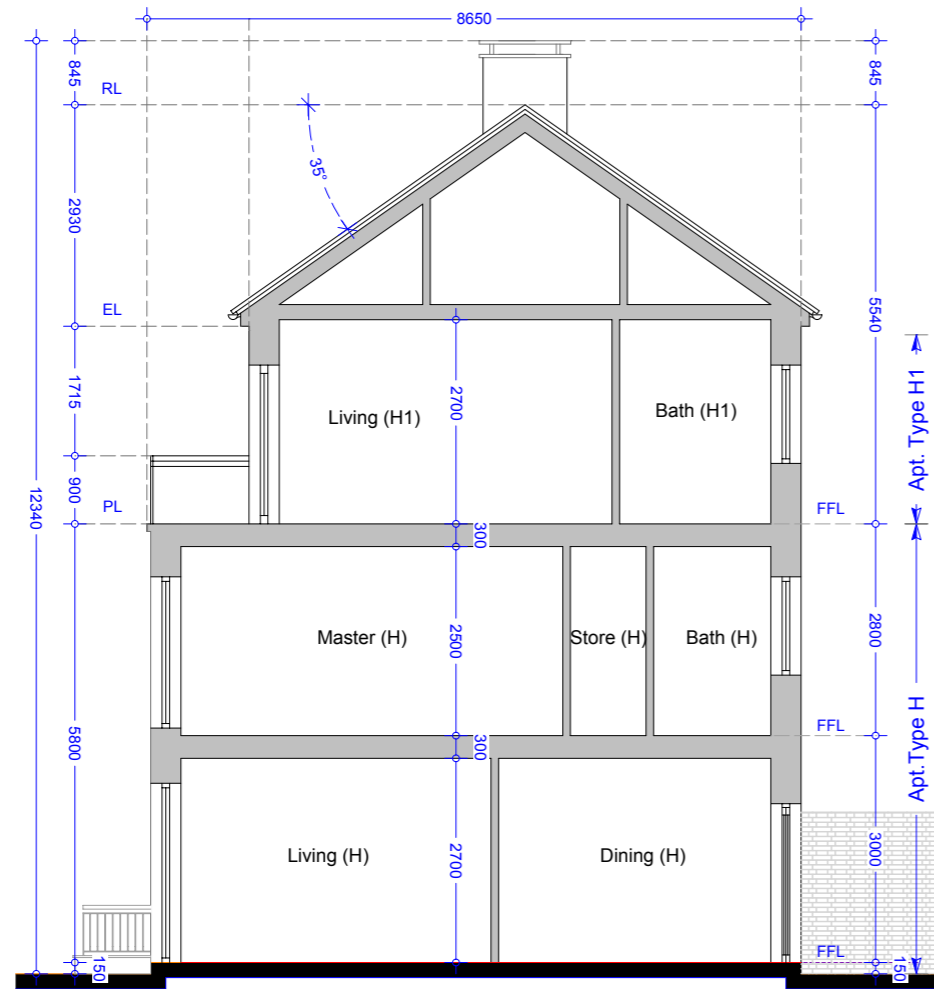 8650
845
845
RL
35°
2930
EL
5540
1715
2700
Living (H1)
Bath (H1)
Apt. Type H1
900
12340
PL
FFL
300
Master (H)
2500
Store (H)
Bath (H)
2800
5800
FFL
300
Apt.Type H
Living (H)
2700
Dining (H)
3000
FFL
150
150